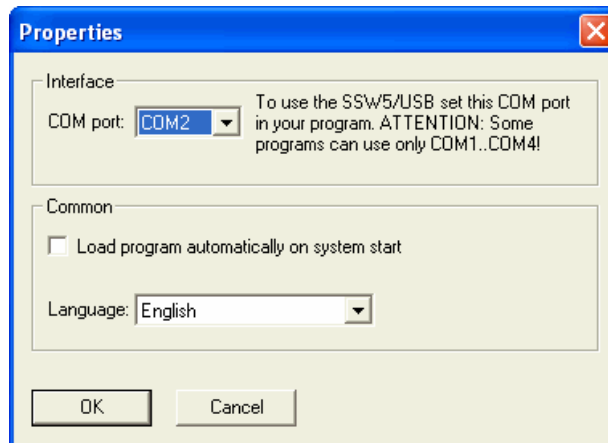 Properties
Interface
COM port: COM2
To use the SSW5/USB set this COM port
in your program. ATTENTION: Some
programs can use only COM1..COM4!
Common
Load program automatically on system start
Language: English
OK
Cancel